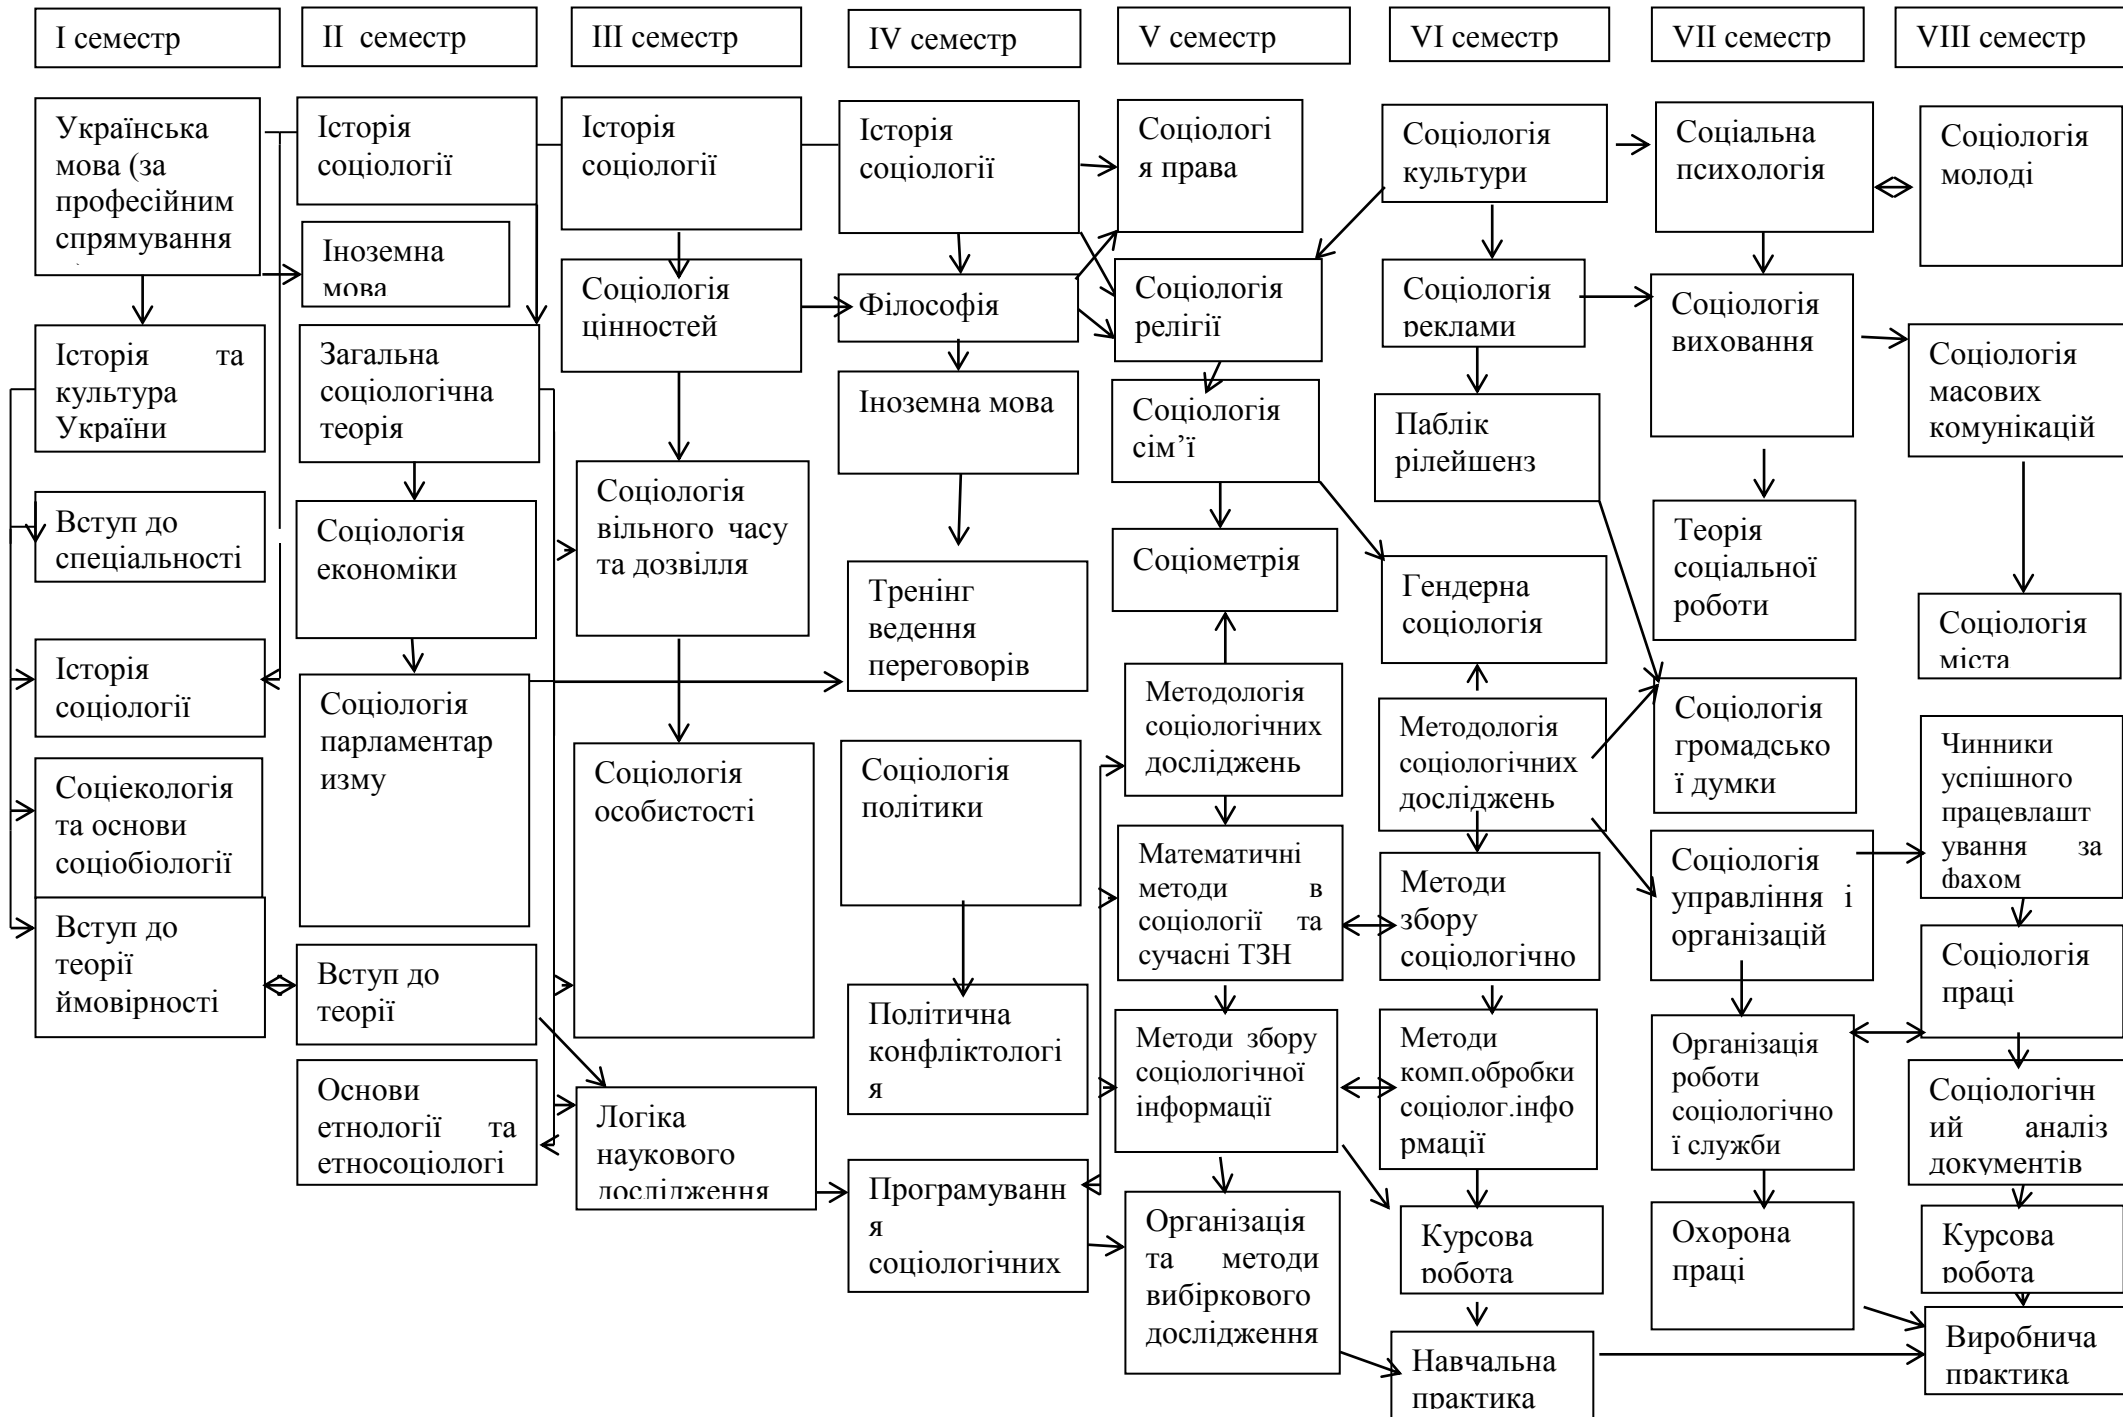 I семестр
II семестр
III семестр
IV семестр
V семестр
VI семестр
VII семестр
VIII семестр
Українська
мова (за
професійним
спрямування
Історія та
культура
України
Вступ до
спеціальності
Історія
соціології
Соціекологія
та основи
соціобіології
Вступ до
теорії
ймовірності
Історія
соціології
Іноземна
мова
Загальна
соціологічна
теорія
Соціологія
економіки
Соціологія
парламентар
изму
Вступ до
теорії
Основи
етнології та
етносоціологі
Історія
соціології
Соціологія
цінностей
Соціологія
вільного часу
та дозвілля
Соціологія
особистості
Логіка
наукового
дослідження
Історія
соціології
Філософія
Іноземна мова
Тренінг
ведення
переговорів
Соціологія
політики
Політична
конфліктологі
я
Програмуванн
я
соціологічних
Соціологі
я права
Соціологія
релігії
Соціологія
сім’ї
Соціометрія
Методологія
соціологічних
досліджень
Математичні
методи в
соціології та
сучасні ТЗН
Методи збору
соціологічної
інформації
Організація
та методи
вибіркового
дослідження
Соціологія
культури
Соціологія
реклами
Паблік
рілейшенз
Гендерна
соціологія
Методологія
соціологічних
досліджень
Методи
збору
соціологічно
Методи
комп.обробки
соціолог.інфо
рмації
Курсова
робота
Навчальна
практика
Соціальна
психологія
Соціологія
виховання
Теорія
соціальної
роботи
Соціологія
громадсько
ї думки
Соціологія
управління і
організацій
Організація
роботи
соціологічно
ї служби
Охорона
праці
Соціологія
молоді
Соціологія
масових
комунікацій
Соціологія
міста
Чинники
успішного
працевлашт
ування за
фахом
Соціологія
праці
Соціологічн
ий аналіз
документів
Курсова
робота
Виробнича
практика